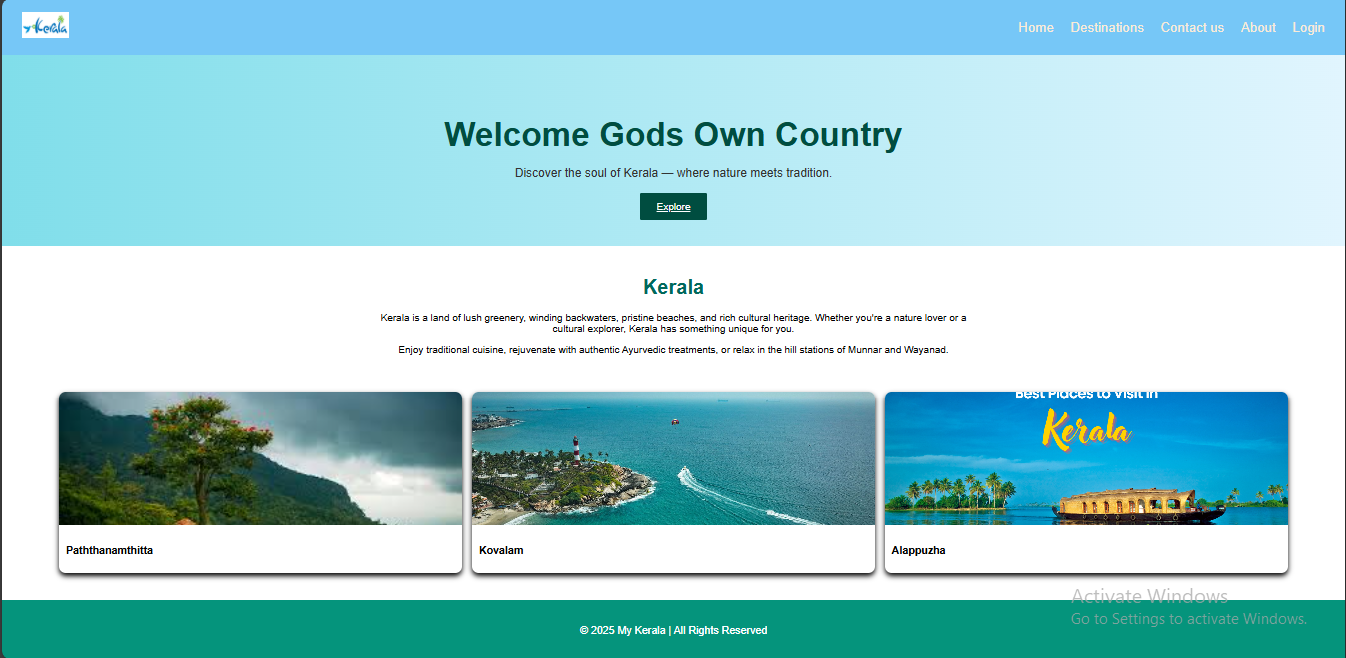 Kerala
Home Destinations Contact us About Login
Welcome Gods Own Country
Discover the soul of Kerala — where nature meets tradition.
Explore
Kerala
Kerala is a land of lush greenery, winding backwaters, pristine beaches, and rich cultural heritage. Whether you're a nature lover or a
cultural explorer, Kerala has something unique for you.
Enjoy traditional cuisine, rejuvenate with authentic Ayurvedic treatments, or relax in the hill stations of Munnar and Wayanad.
Best Places to Visit in
Kerala
Paththanamthitta
Kovalam
Alappuzha
Activate Windows
Go to Settings to activate Windows.
© 2025 My Kerala | All Rights Reserved